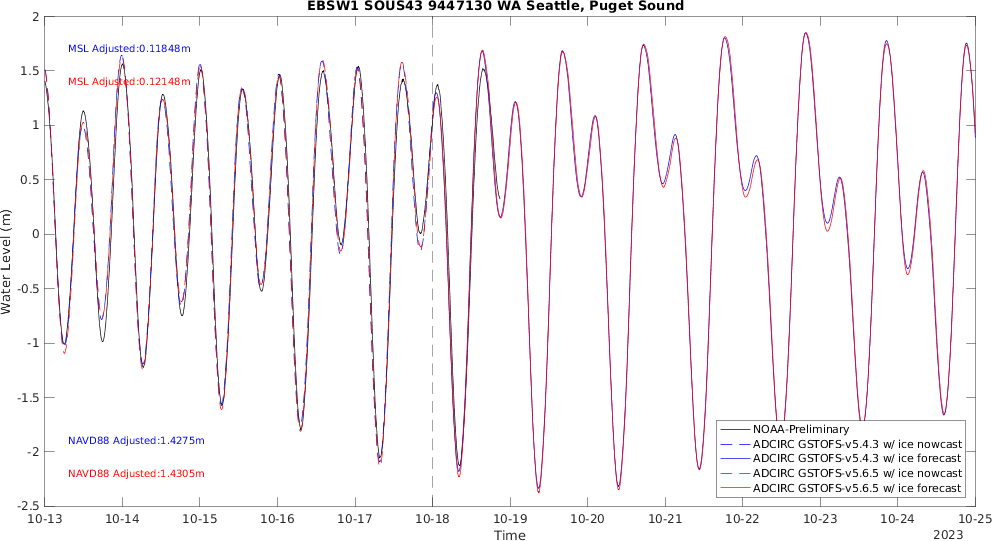 EBSW1 SOUS43 9447130 WA Seattle, Puget Sound
MSL Adjusted:0.11848m
MSL Adjusted:0.12148m
NAVD88 Adjusted:1.4275m
NAVD88 Adjusted:1.4305m
Water Level (m)
2
1.5
1
0.5
0
-0.5
-1
-1.5
-2
-2.5
NOAA-Preliminary
ADCIRC GSTOFS-v5.4.3 w/ ice nowcast
ADCIRC GSTOFS-v5.4.3 w/ ice forecast
ADCIRC GSTOFS-v5.6.5 w/ ice nowcast
ADCIRC GSTOFS-v5.6.5 w/ ice forecast
10-13 10-14 10-15 10-16 10-17 10-18 10-19 10-20 10-21 10-22 10-23 10-24 10-25
Time
2023